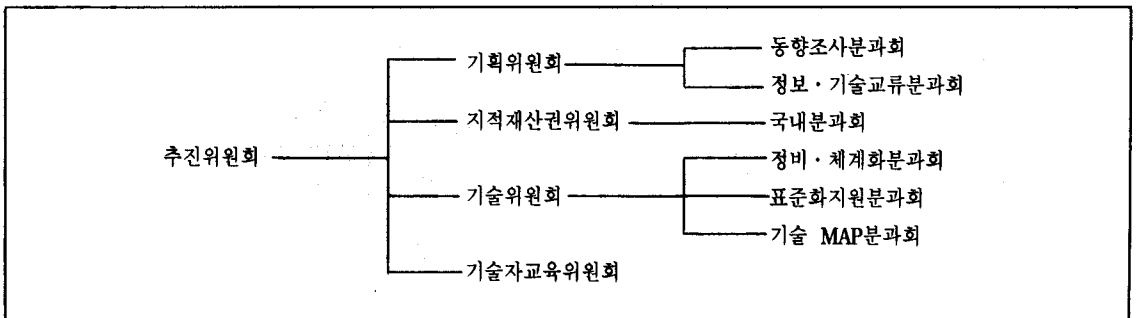 동향조사분과회
기획위원회
정보 · 기술교류분과회
지적재산권위원회 국내분과회
추진위원회 정비 · 체계화분과회
기술위원회 표준화지원분과회
기술 MAP분과회
기술자교육위원회